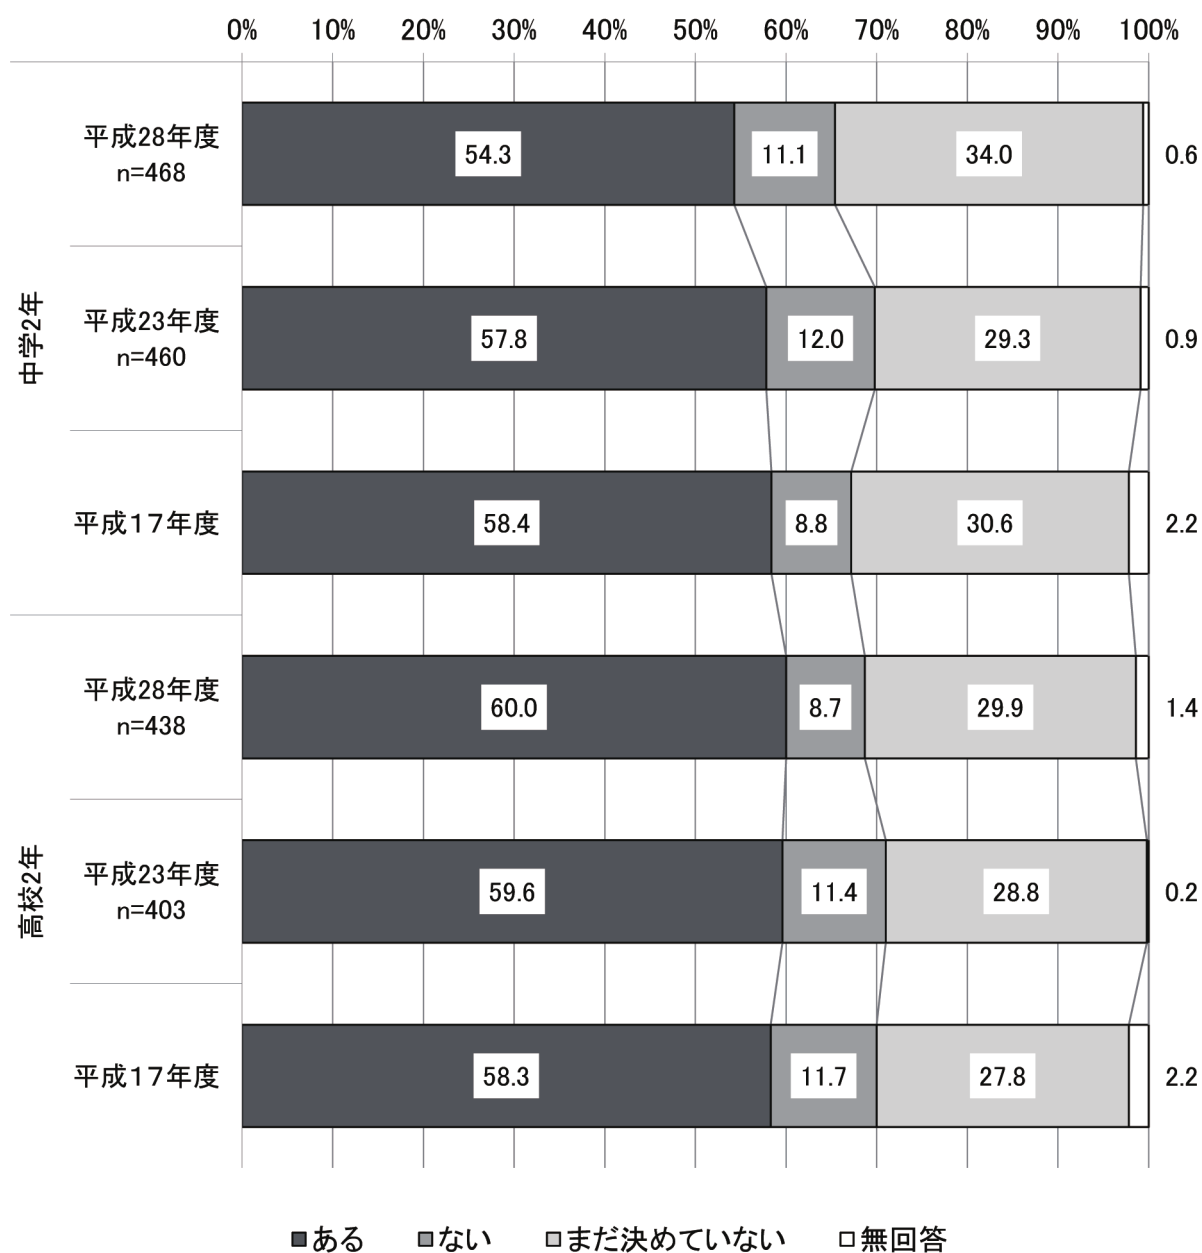 0% 10% 20% 30% 40% 50% 60% 70% 80% 90% 100%
中学2年
平成28年度
n=468
54.3 11.1 34.0 0.6
平成23年度
n=460
57.8 12.0 29.3 0.9
平成17年度
58.4 8.8 30.6 2.2
高校2年
平成28年度
n=438
60.0 8.7 29.9 1.4
平成23年度
n=403
59.6 11.4 28.8 0.2
平成17年度
58.3 11.7 27.8 2.2
ある ない まだ決めていない 無回答